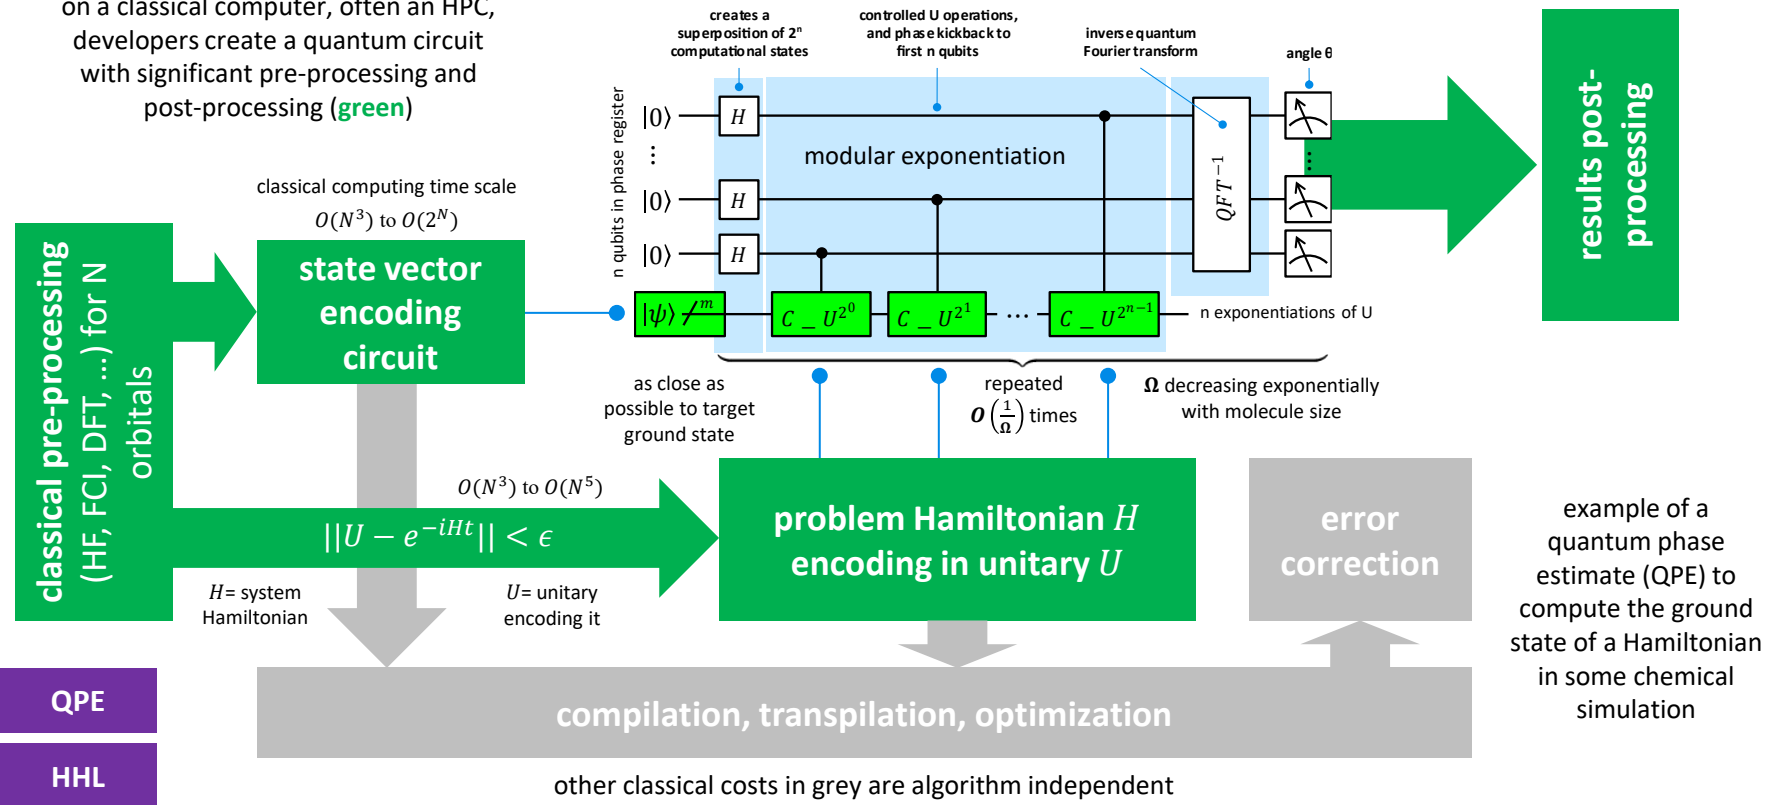 on a classical computer, often an HPC,
developers create a quantum circuit
with significant pre-processing and
post-processing (green)
creates a
superposition of 2ⁿ
computational states
controlled U operations,
and phase kickback to
first n qubits
inverse quantum
Fourier transform
angle θ
n qubits in phase register
|0⟩
H
⋮
modular exponentiation
|0⟩
H
|0⟩
H
QFT⁻¹
⋮
|ψ⟩ m
C _ U^{2^0}
C _ U^{2^1}
⋯
C _ U^{2^{n−1}}
n exponentiations of U
results post-
processing
classical computing time scale
O(N³) to O(2ᴺ)
classical pre-processing
(HF, FCI, DFT, ...) for N
orbitals
state vector
encoding
circuit
as close as
possible to target
ground state
repeated
O(1/Ω) times
Ω decreasing exponentially
with molecule size
O(N³) to O(N⁵)
||U − e^{−iHt}|| < ϵ
H= system
Hamiltonian
U= unitary
encoding it
problem Hamiltonian H
encoding in unitary U
error
correction
example of a
quantum phase
estimate (QPE) to
compute the ground
state of a Hamiltonian
in some chemical
simulation
QPE
HHL
compilation, transpilation, optimization
other classical costs in grey are algorithm independent